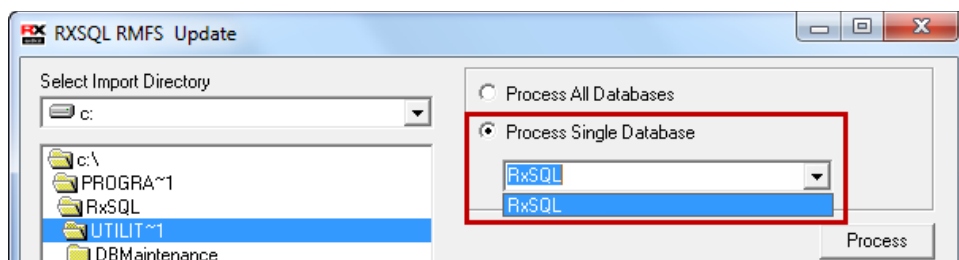 RX RXSQL RMFS Update
Select Import Directory
c:
c:\
PROGRA~1
RxSQL
UTILIT~1
DBMaintenance
Process All Databases
Process Single Database
RxSQL
RxSQL
Process